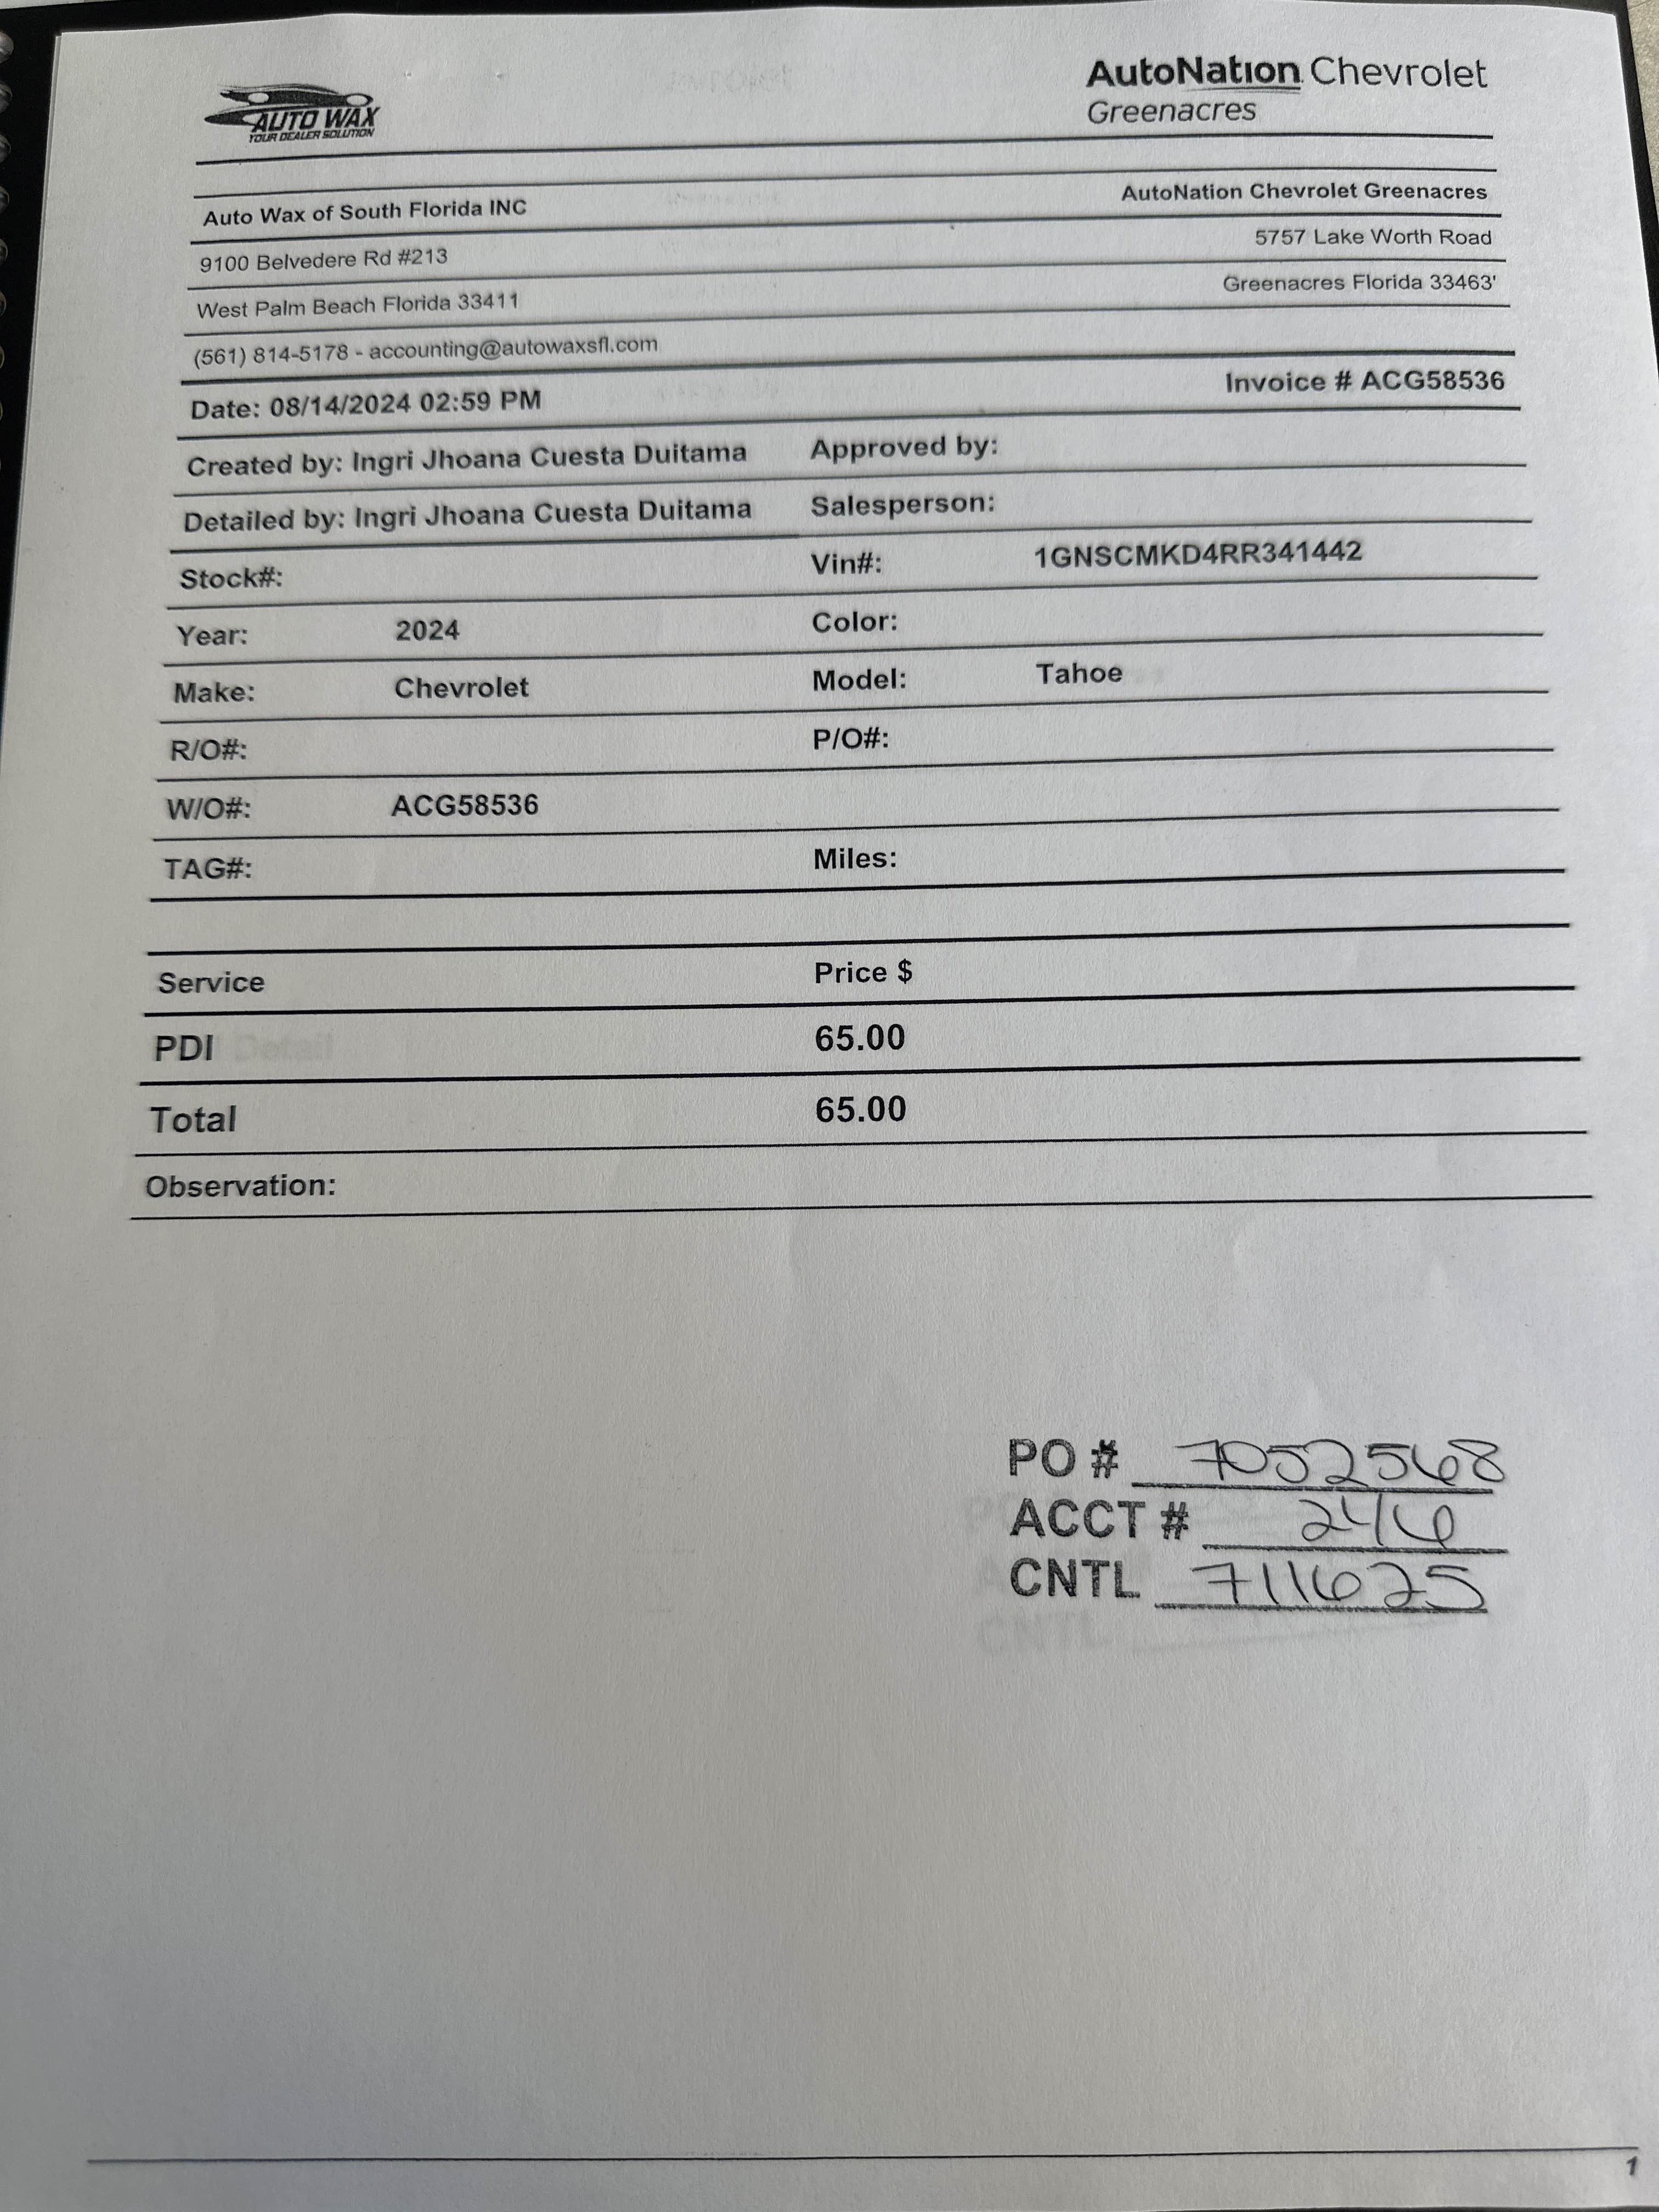 AUTO WAX
YOUR DEALER SOLUTION
AutoNation Chevrolet
Greenacres
Auto Wax of South Florida INC AutoNation Chevrolet Greenacres
9100 Belvedere Rd #213 5757 Lake Worth Road
West Palm Beach Florida 33411 Greenacres Florida 33463'
(561) 814-5178 - accounting@autowaxsfl.com
Date: 08/14/2024 02:59 PM Invoice # ACG58536
Created by: Ingri Jhoana Cuesta Duitama Approved by:
Detailed by: Ingri Jhoana Cuesta Duitama Salesperson:
Stock#: Vin#: 1GNSCMKD4RR341442
Year: 2024 Color:
Make: Chevrolet Model: Tahoe
R/O#: P/O#:
W/O#: ACG58536
TAG#: Miles:
Service Price $
PDI 65.00
Total 65.00
Observation:
PO # 7052568
ACCT # 246
CNTL 711625
1